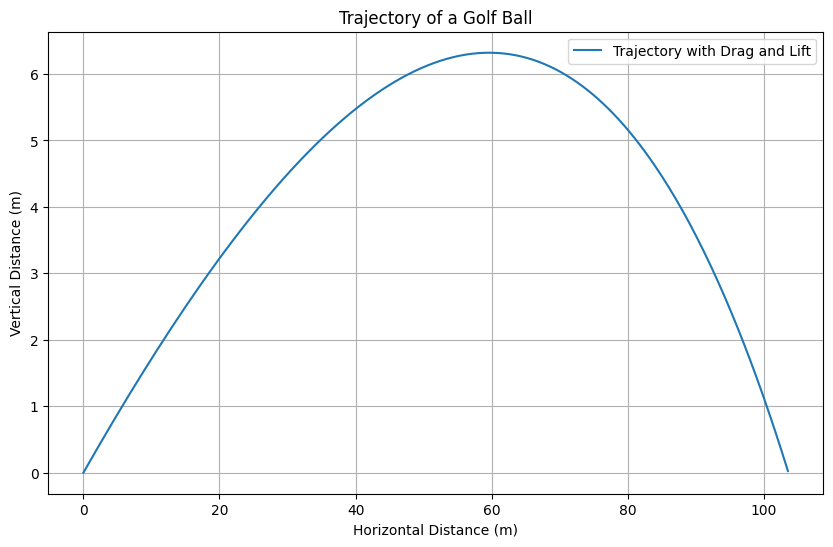 Trajectory of a Golf Ball
Trajectory with Drag and Lift
Vertical Distance (m)
6
5
4
3
2
1
0
0 20 40 60 80 100
Horizontal Distance (m)